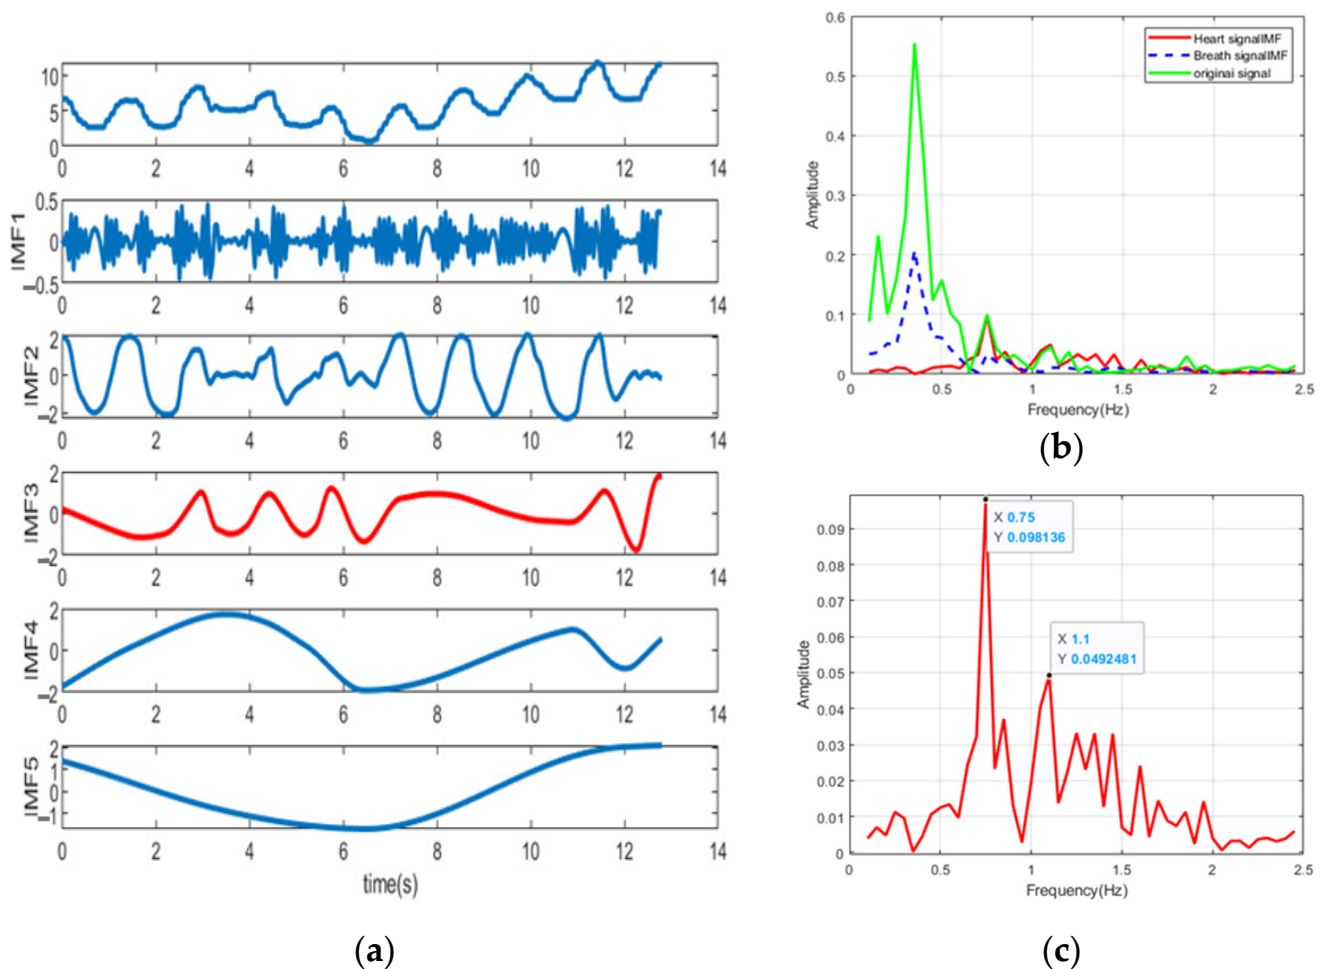 10
5
0
0 2 4 6 8 10 12 14
IMF1
0.5
0
−0.5
0 2 4 6 8 10 12 14
IMF2
2
0
−2
0 2 4 6 8 10 12 14
IMF3
2
0
−2
0 2 4 6 8 10 12 14
IMF4
2
0
−2
0 2 4 6 8 10 12 14
IMF5
2
1
0
−1
0 2 4 6 8 10 12 14
time(s)
(a)
0.6
0.5
0.4
0.3
0.2
0.1
0
Amplitude
Heart signalIMF
Breath signalIMF
originai signal
0 0.5 1 1.5 2 2.5
Frequency(Hz)
(b)
0.09
0.08
0.07
0.06
0.05
0.04
0.03
0.02
0.01
0
Amplitude
X 0.75
Y 0.098136
X 1.1
Y 0.0492481
0 0.5 1 1.5 2 2.5
Frequency(Hz)
(c)